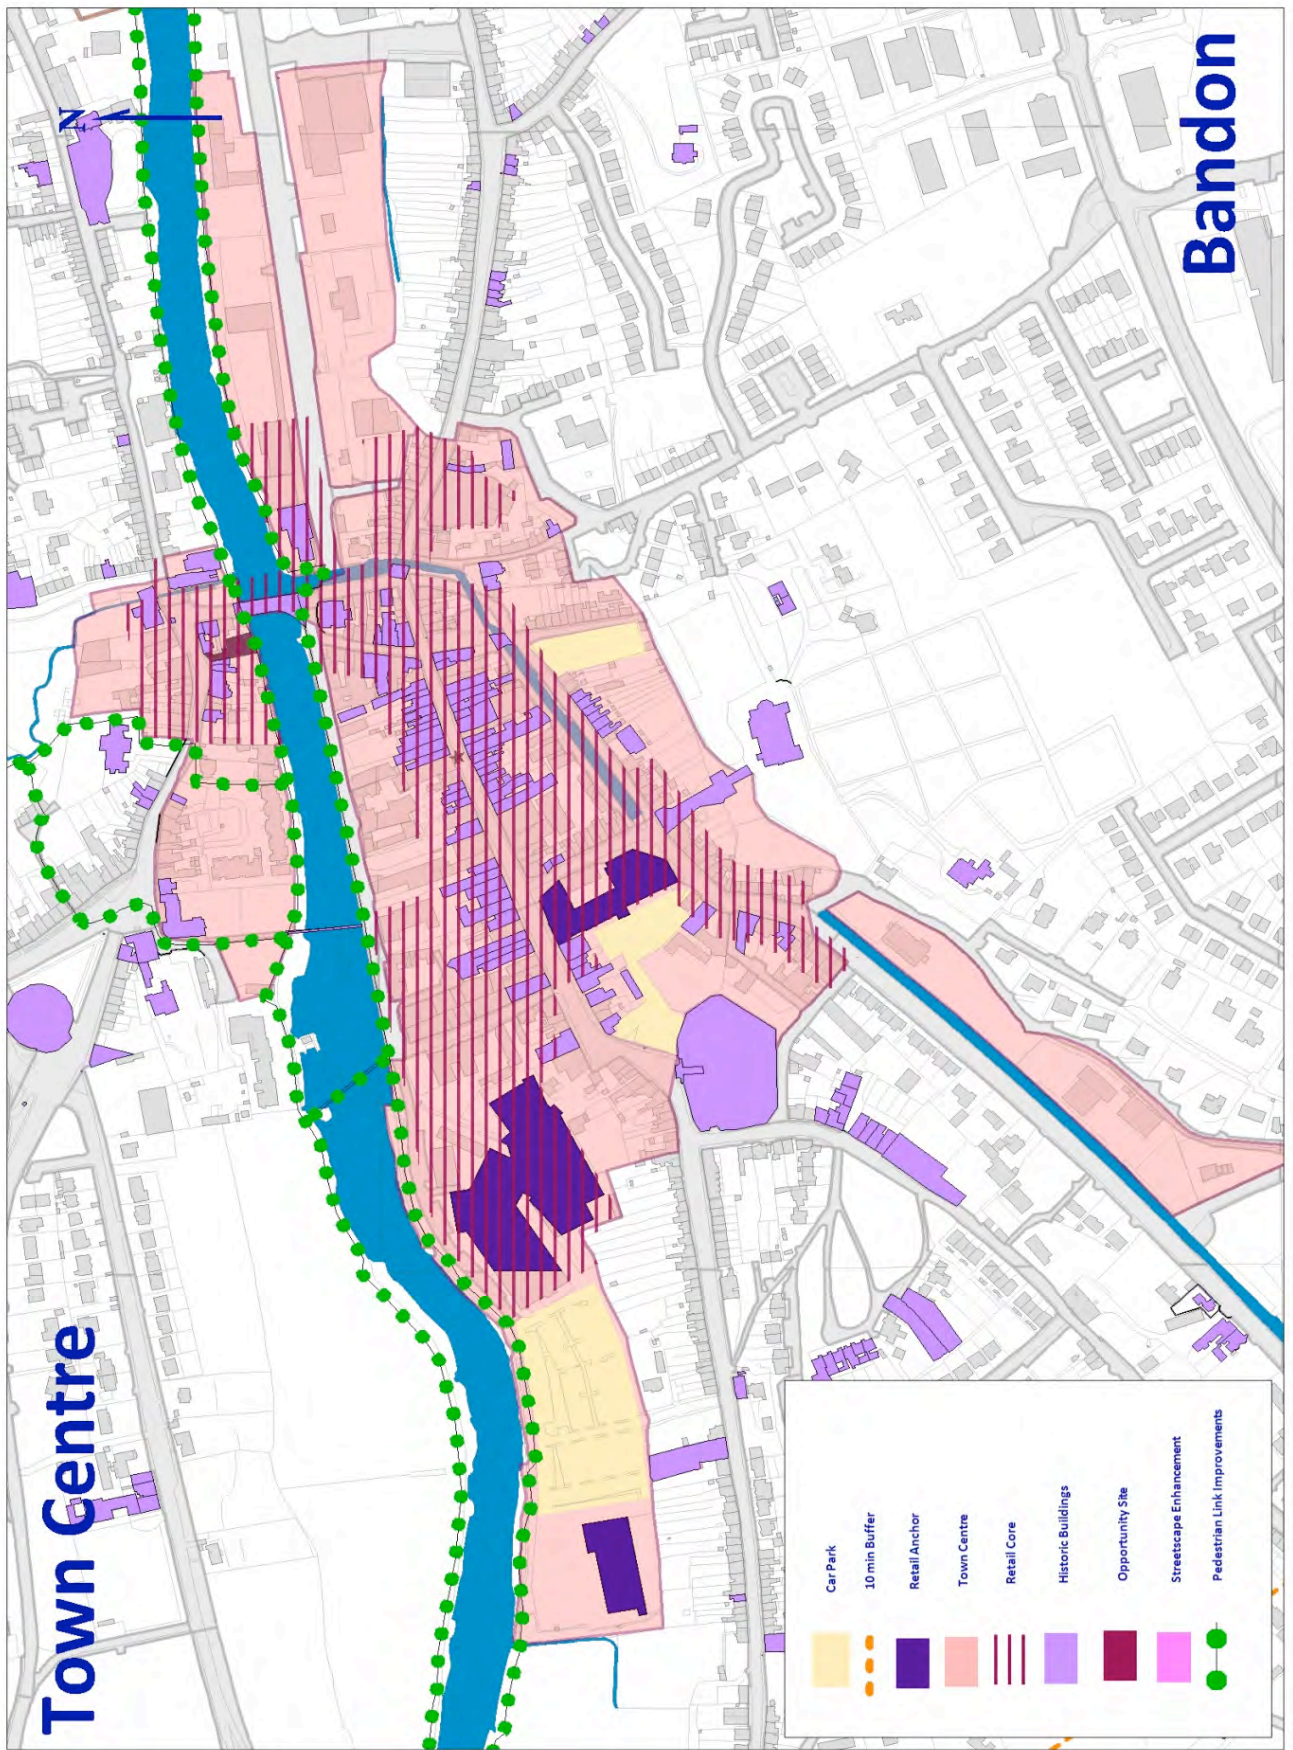 Town Centre
Bandon
N
Car Park
10 min Buffer
Retail Anchor
Town Centre
Retail Core
Historic Buildings
Opportunity Site
Streetscape Enhancement
Pedestrian Link Improvements